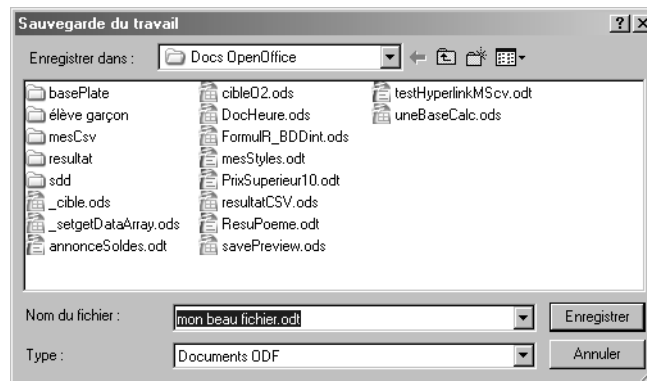 Sauvegarde du travail
Enregistrer dans : Docs OpenOffice
basePlate
élève garçon
mesCsv
resultat
sdd
_cible.ods
_setgetDataArray.ods
annonceSoldes.odt
cible02.ods
DocHeure.ods
FormulR_BDDint.ods
mesStyles.odt
PrixSuperieur10.odt
resultatCSV.ods
ResuPoeme.odt
savePreview.ods
testHyperlinkMScv.odt
uneBaseCalc.ods
Nom du fichier : mon beau fichier.odt Enregistrer
Type : Documents ODF Annuler